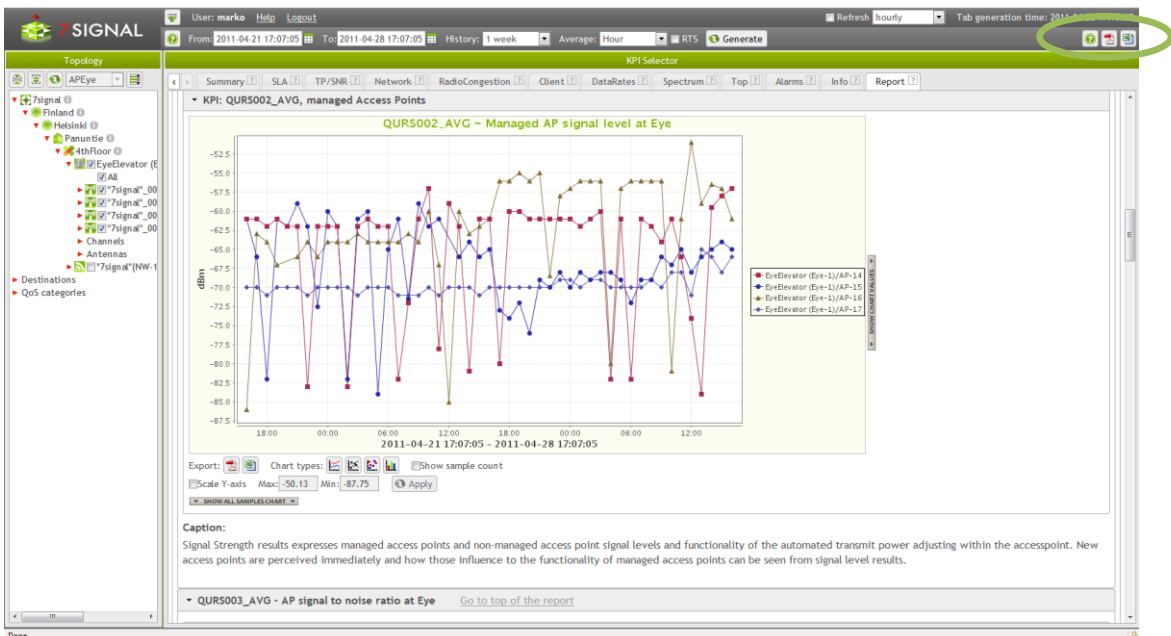 7SIGNAL
User: marko Help Logout
Refresh hourly
Tab generation time:
From: 2011-04-21 17:07:05 To: 2011-04-28 17:07:05 History: 1 week Average: Hour RTS Generate
Topology
KPI Selector
APEye
Summary ? SLA ? TP/SNR ? Network ? RadioCongestion ? Client ? DataRates ? Spectrum ? Top ? Alarms ? Info ? Report ?
7signal
Finland
Helsinki
Panuntie
4thFloor
EyeElevator (E
All
"7signal"_00
"7signal"_00
"7signal"_00
"7signal"_00
Channels
Antennas
"7signal"(NW-1
Destinations
QoS categories
KPI: QURS002_AVG, managed Access Points
QURS002_AVG - Managed AP signal level at Eye
-52.5
-55.0
-57.5
-60.0
-62.5
-65.0
-67.5
-70.0
-72.5
-75.0
-77.5
-80.0
-82.5
-85.0
-87.5
dBm
18:00 00:00 06:00 12:00 18:00 00:00 06:00 12:00
2011-04-21 17:07:05 - 2011-04-28 17:07:05
EyeElevator (Eye-1)/AP-14
EyeElevator (Eye-1)/AP-15
EyeElevator (Eye-1)/AP-16
EyeElevator (Eye-1)/AP-17
SHOW CHART VALUES
Export: Chart types: Show sample count
Scale Y-axis Max: -50.13 Min: -87.75 Apply
SHOW ALL SAMPLES CHART
Caption:
Signal Strength results expresses managed access points and non-managed access point signal levels and functionality of the automated transmit power adjusting within the accesspoint. New
access points are perceived immediately and how those influence to the functionality of managed access points can be seen from signal level results.
QURS003_AVG - AP signal to noise ratio at Eye Go to top of the report
Done